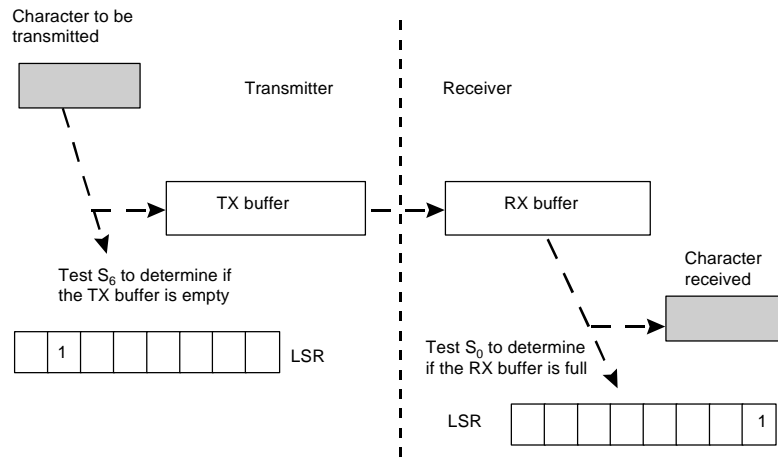 Character to be
transmitted
Transmitter
Receiver
TX buffer
RX buffer
Test S₆ to determine if
the TX buffer is empty
Character
received
1
LSR
Test S₀ to determine
if the RX buffer is full
LSR
1